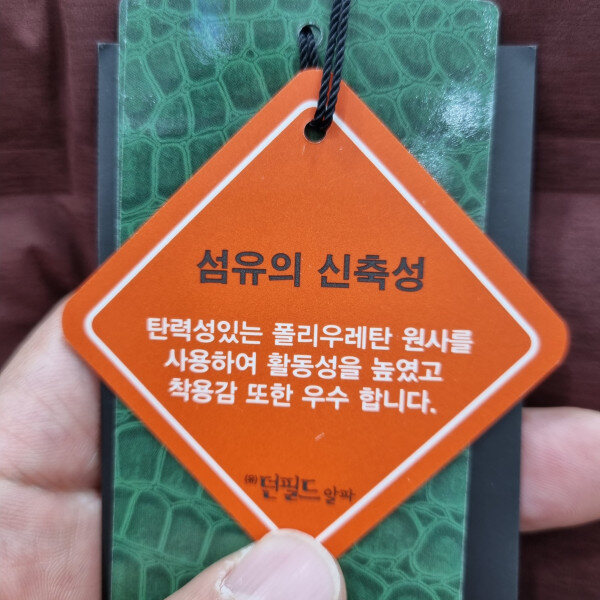 섬유의 신축성
탄력성있는 폴리우레탄 원사를
사용하여 활동성을 높였고
착용감 또한 우수 합니다.
㈜ 던필드 알파